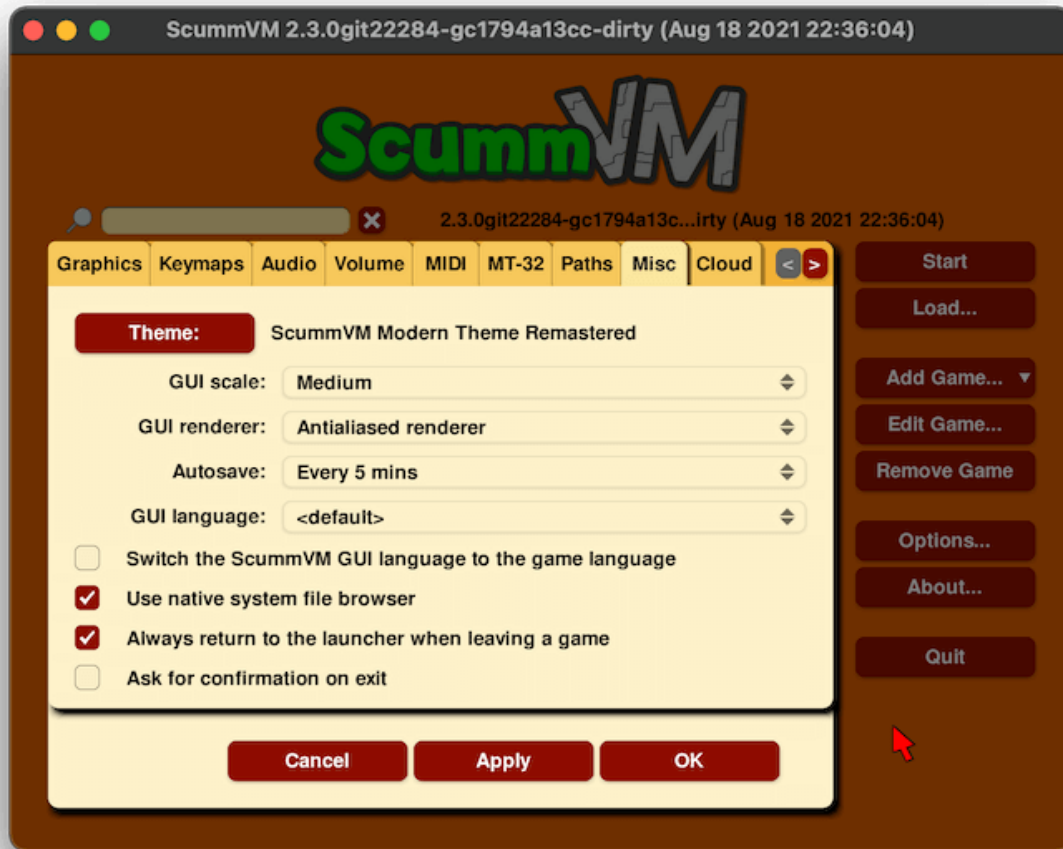 ScummVM 2.3.0git22284-gc1794a13cc-dirty (Aug 18 2021 22:36:04)
ScummVM
2.3.0git22284-gc1794a13c...irty (Aug 18 2021 22:36:04)
Graphics Keymaps Audio Volume MIDI MT-32 Paths Misc Cloud < >
Theme: ScummVM Modern Theme Remastered
GUI scale: Medium
GUI renderer: Antialiased renderer
Autosave: Every 5 mins
GUI language: <default>
Switch the ScummVM GUI language to the game language
Use native system file browser
Always return to the launcher when leaving a game
Ask for confirmation on exit
Cancel Apply OK
Start
Load...
Add Game...
Edit Game...
Remove Game
Options...
About...
Quit